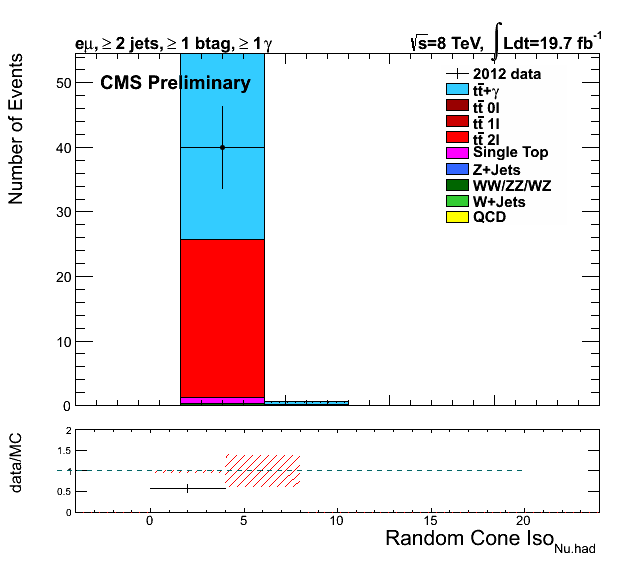 eμ, ≥ 2 jets, ≥ 1 btag, ≥ 1 γ
√s=8 TeV, ∫Ldt=19.7 fb⁻¹
CMS Preliminary
2012 data
tt̄+γ
tt̄ 0l
tt̄ 1l
tt̄ 2l
Single Top
Z+Jets
WW/ZZ/WZ
W+Jets
QCD
Number of Events
50
40
30
20
10
0
data/MC
2
1.5
1
0.5
0
0 5 10 15 20
Random Cone Iso Nu.had